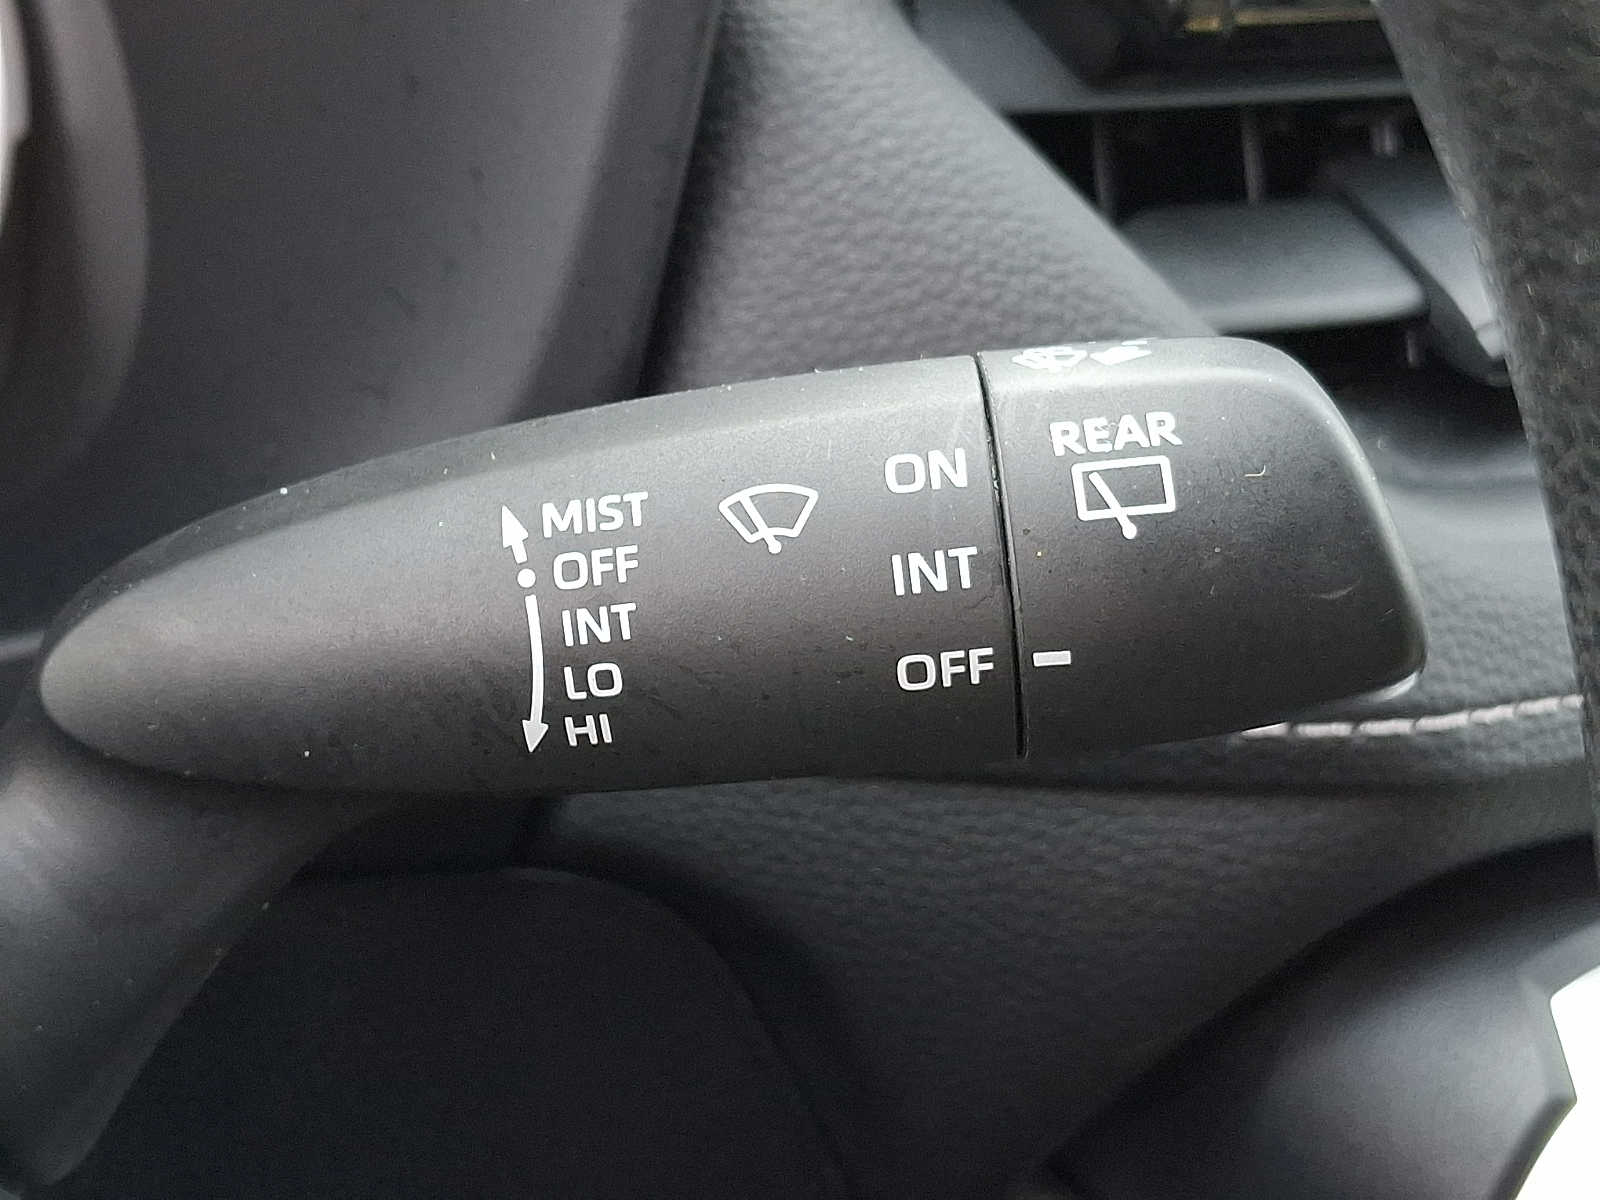 MIST
OFF
INT
LO
HI
ON
INT
OFF
REAR